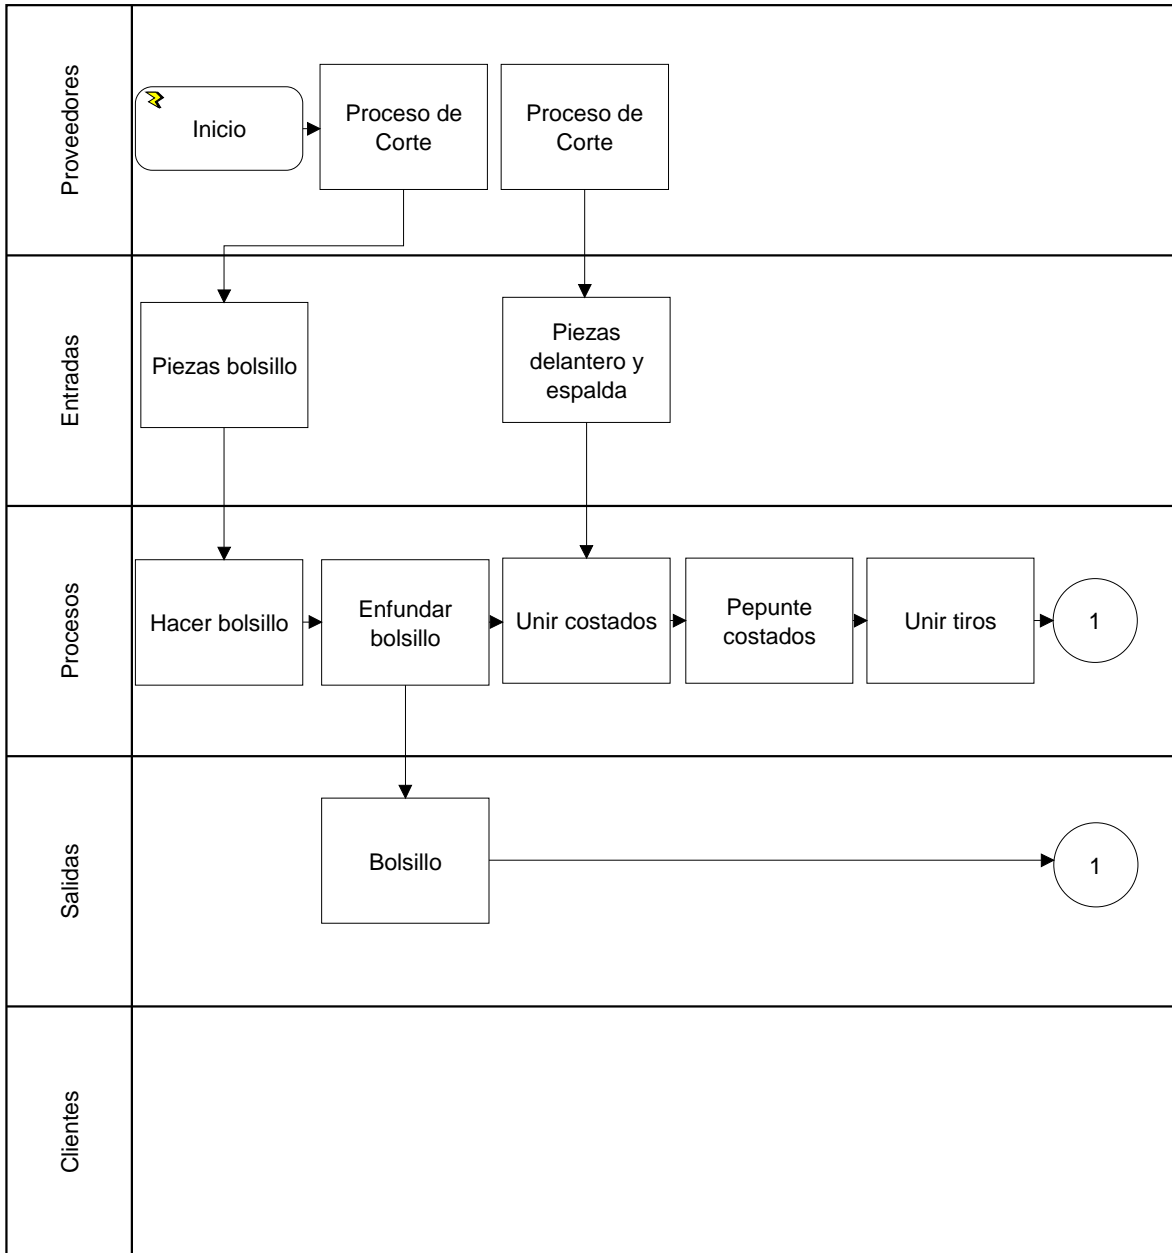 Proveedores
Inicio
Proceso de
Corte
Proceso de
Corte
Entradas
Piezas bolsillo
Piezas
delantero y
espalda
Procesos
Hacer bolsillo
Enfundar
bolsillo
Unir costados
Pepunte
costados
Unir tiros
1
Salidas
Bolsillo
1
Clientes